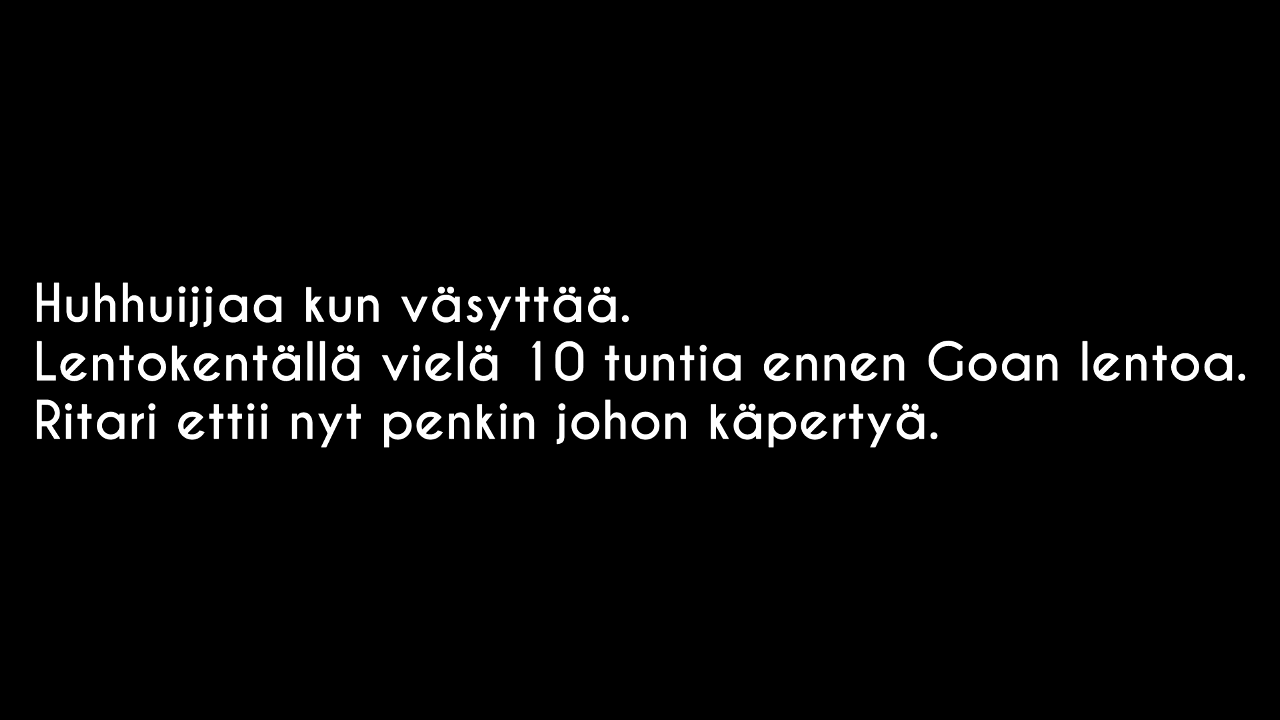 Huhhuijjaa kun väsyttää.
Lentokentällä vielä 10 tuntia ennen Goan lentoa.
Ritari ettii nyt penkin johon käpertyä.